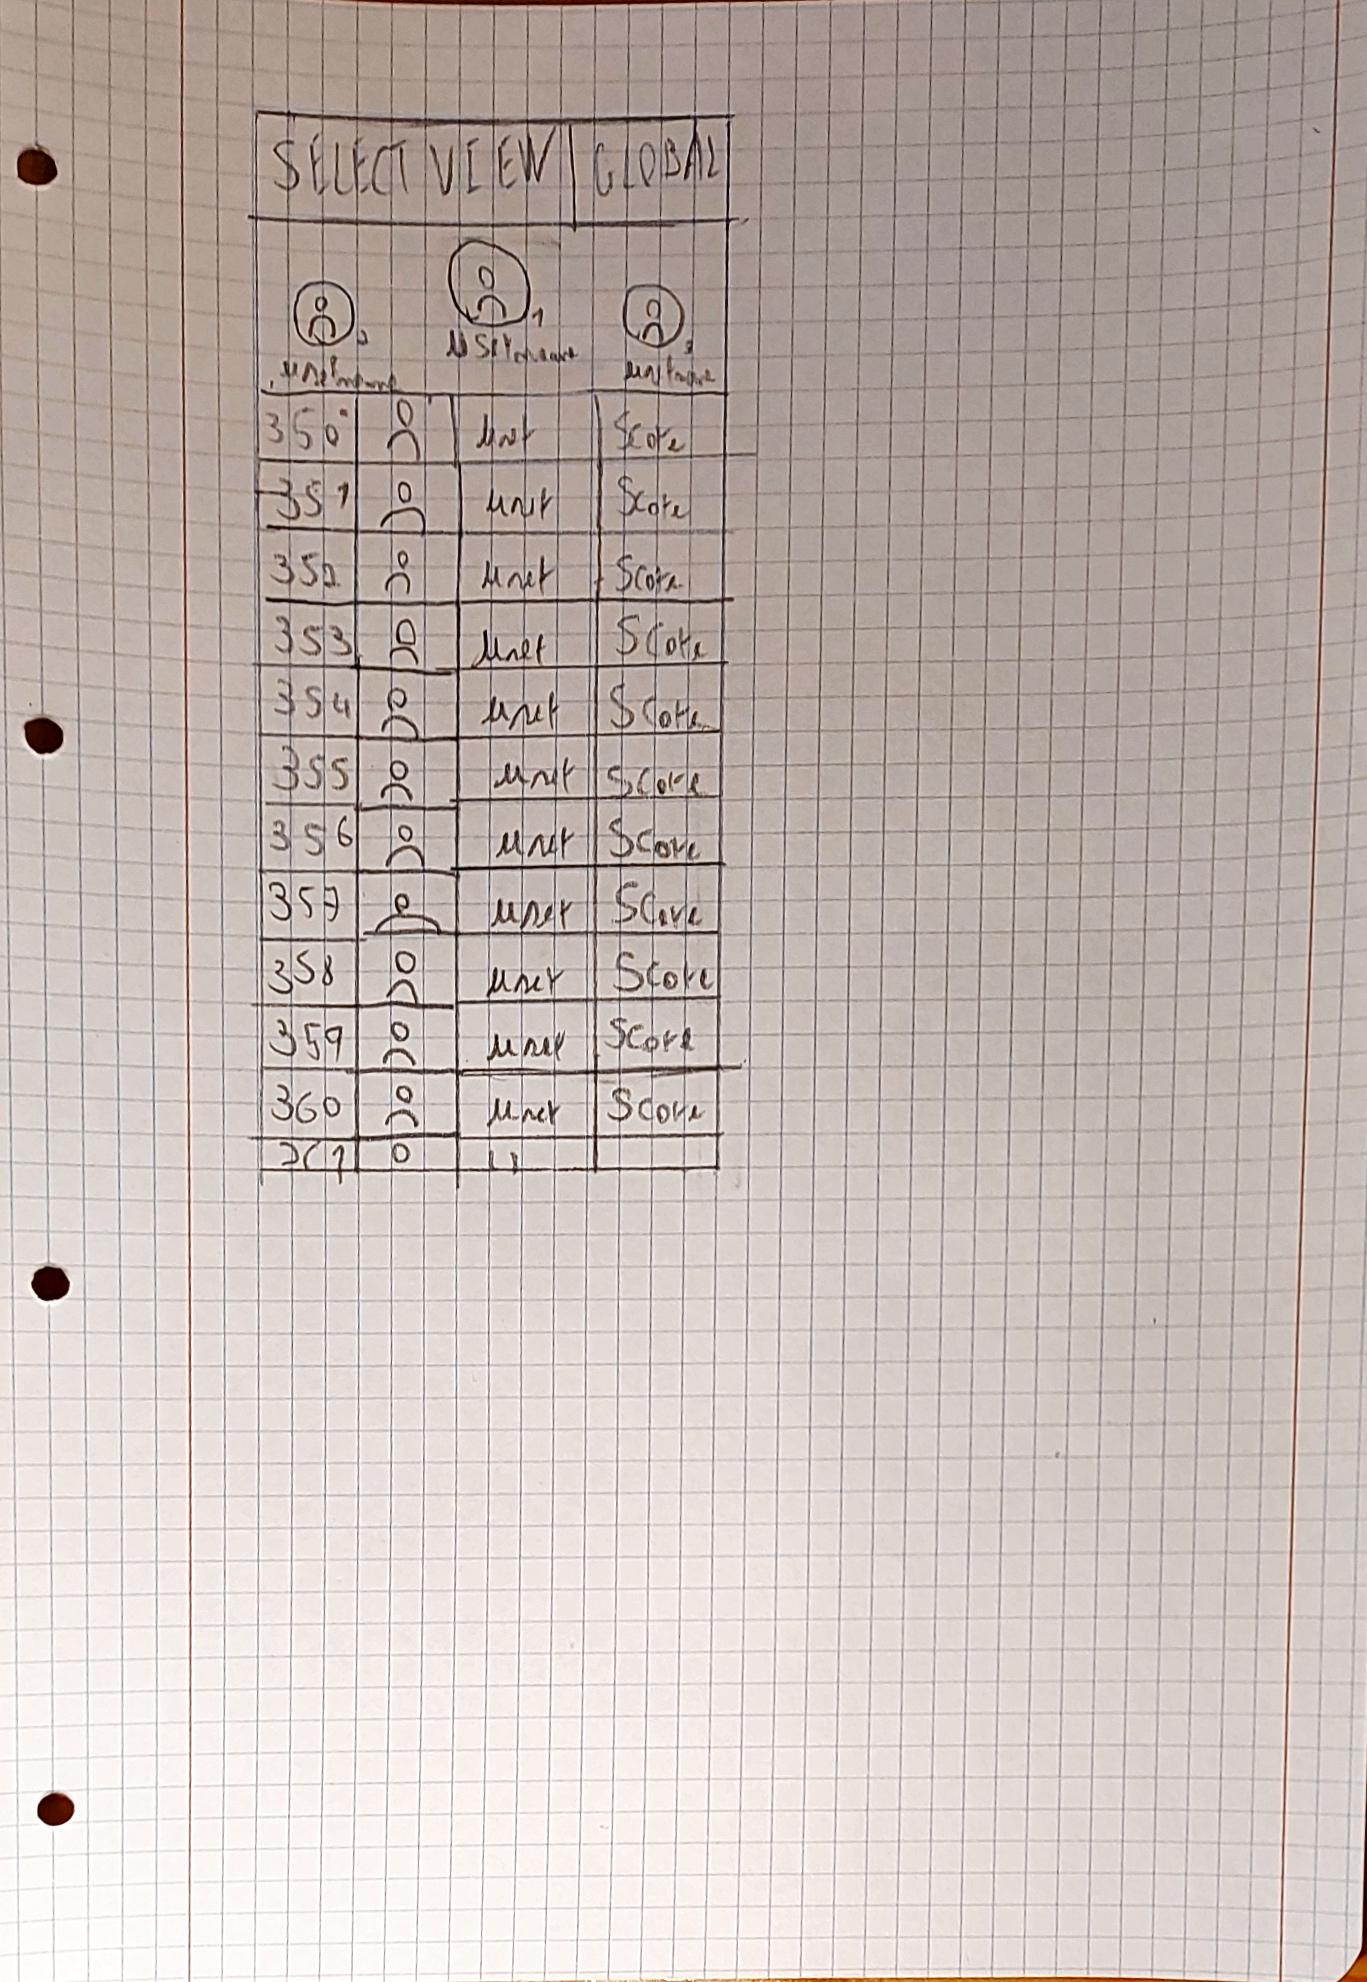 SELECT VIEW GLOBAL
1
2 3
username
username username
350 user Score
351 user Score
352 user Score
353 user Score
354 user Score
355 user Score
356 user Score
357 user Score
358 user Score
359 user Score
360 user Score
361